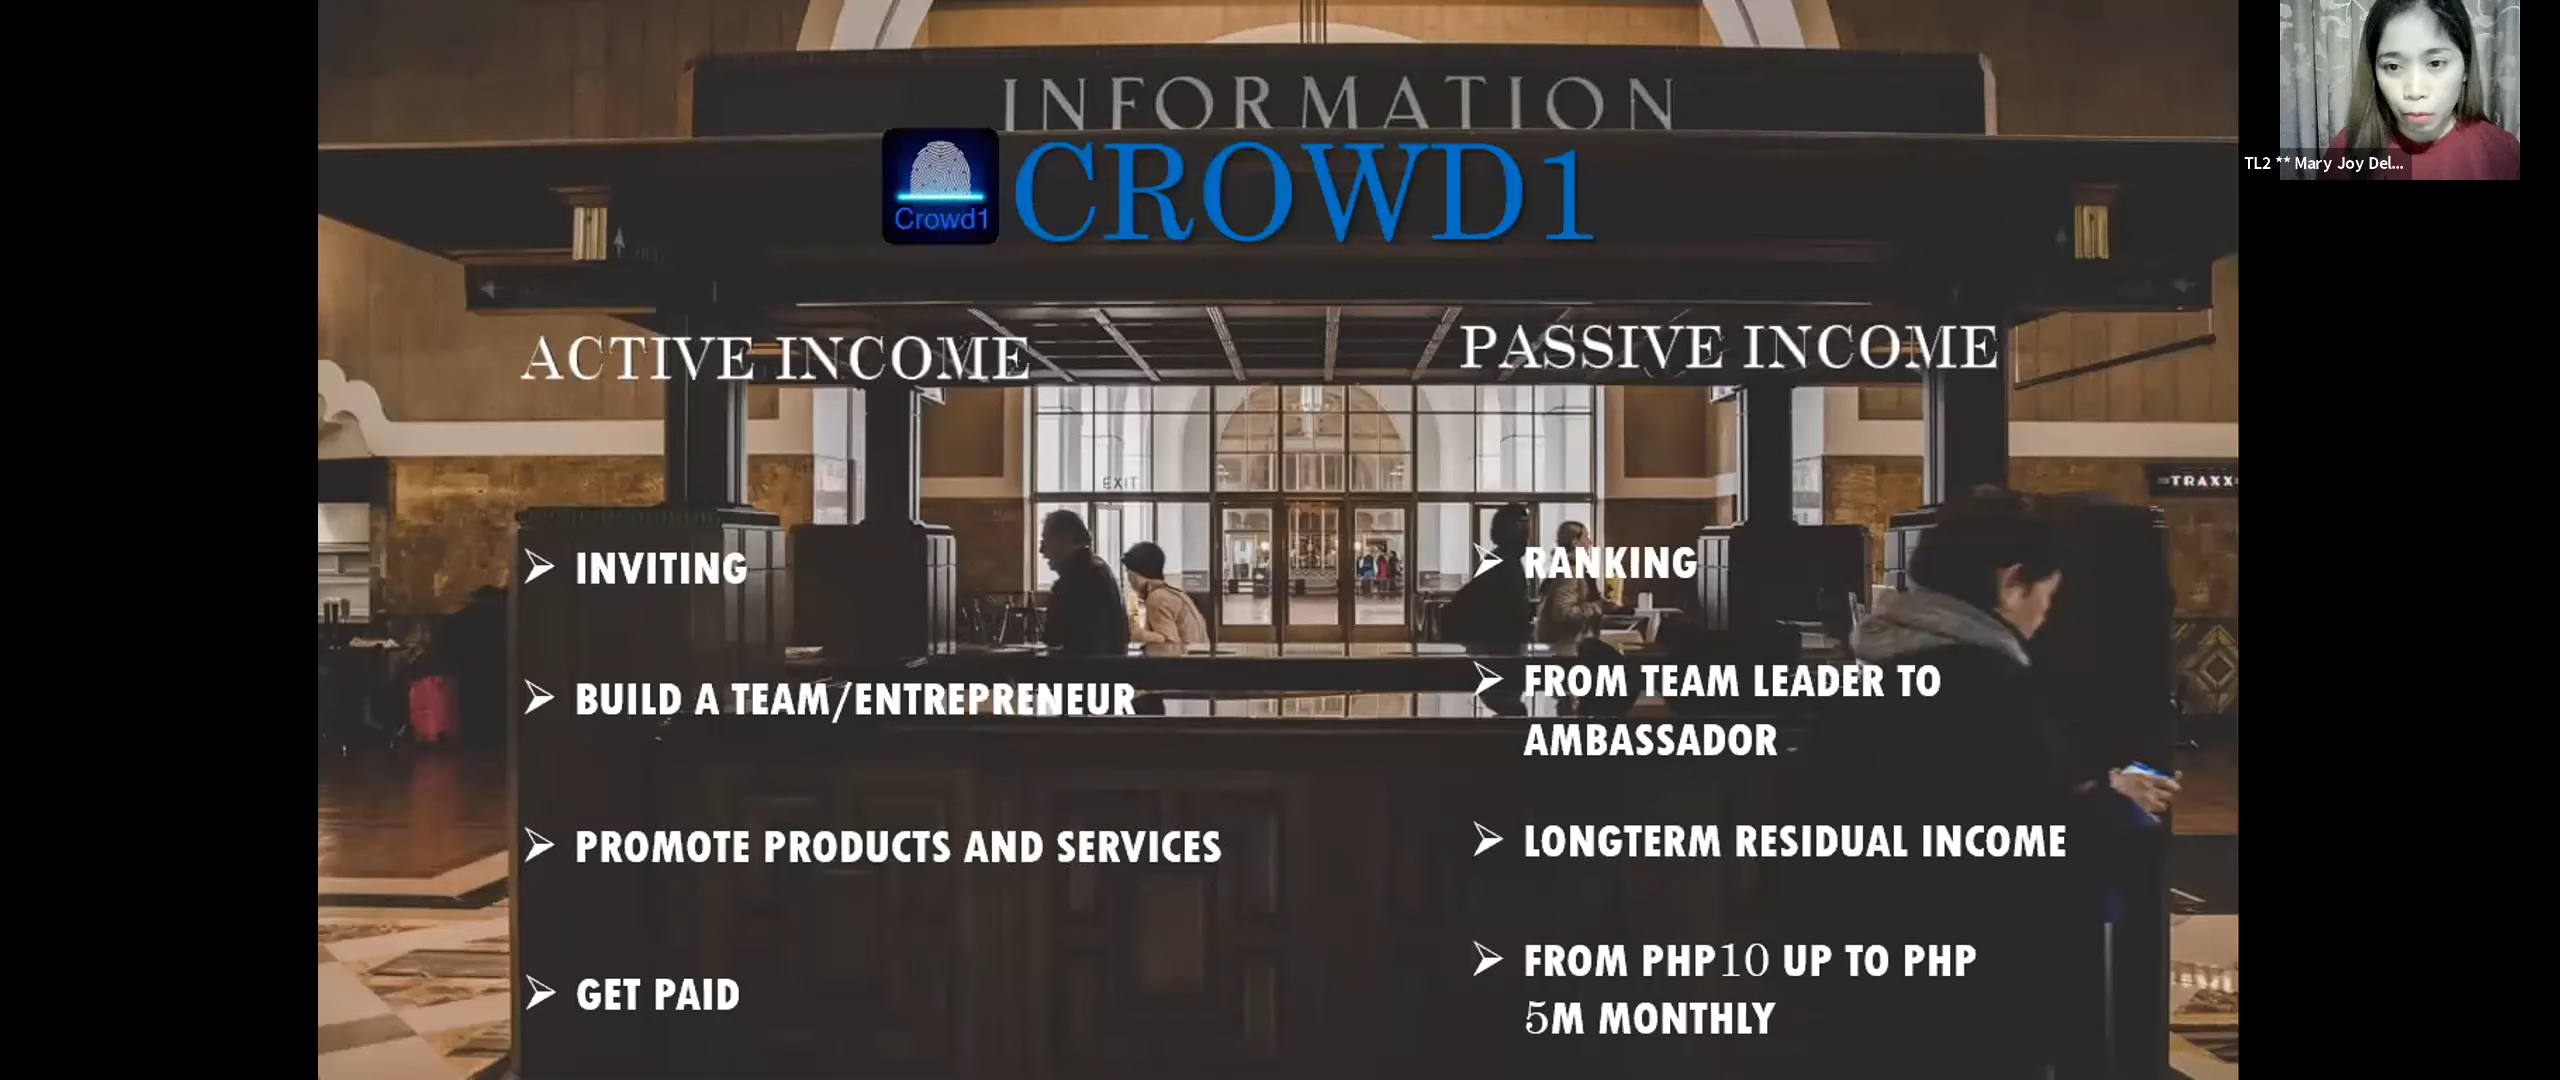 INFORMATION
Crowd1
CROWD1
TL2 ** Mary Joy Del...
ACTIVE INCOME
INVITING
BUILD A TEAM/ENTREPRENEUR
PROMOTE PRODUCTS AND SERVICES
GET PAID
PASSIVE INCOME
RANKING
FROM TEAM LEADER TO
AMBASSADOR
LONGTERM RESIDUAL INCOME
FROM PHP10 UP TO PHP
5M MONTHLY
EXIT
TRAXX